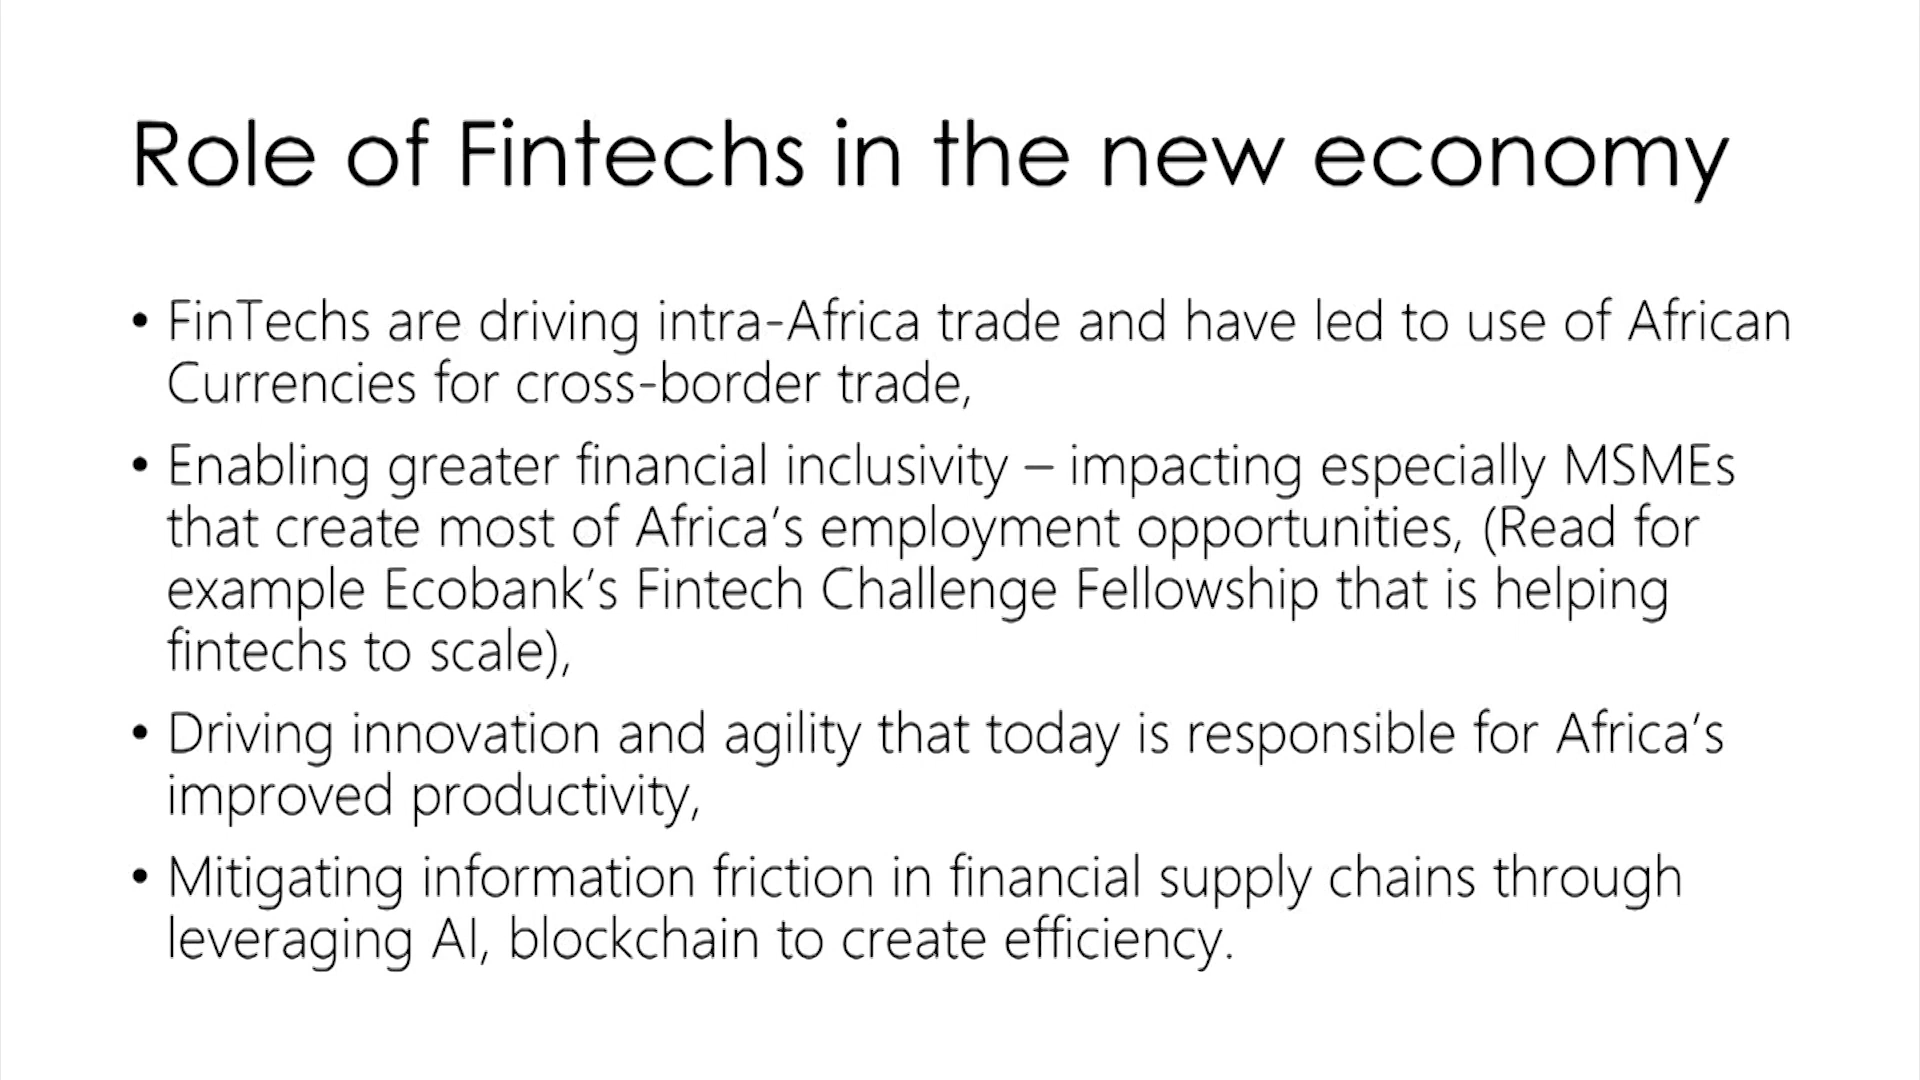 Role of Fintechs in the new economy
• FinTechs are driving intra-Africa trade and have led to use of African
Currencies for cross-border trade,
• Enabling greater financial inclusivity – impacting especially MSMEs
that create most of Africa’s employment opportunities, (Read for
example Ecobank’s Fintech Challenge Fellowship that is helping
fintechs to scale),
• Driving innovation and agility that today is responsible for Africa’s
improved productivity,
• Mitigating information friction in financial supply chains through
leveraging AI, blockchain to create efficiency.